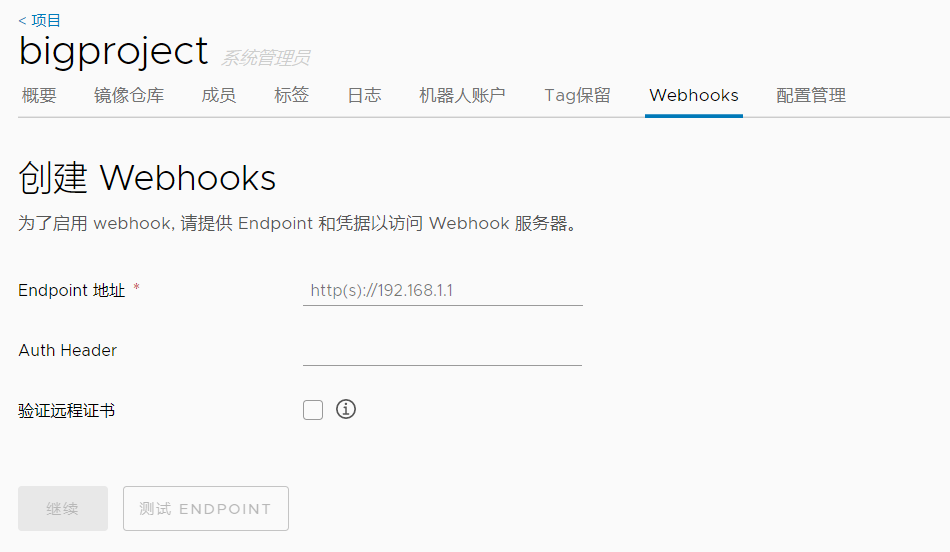 < 项目
bigproject 系统管理员
概要 镜像仓库 成员 标签 日志 机器人账户 Tag保留 Webhooks 配置管理
创建 Webhooks
为了启用 webhook, 请提供 Endpoint 和凭据以访问 Webhook 服务器。
Endpoint 地址 * http(s)://192.168.1.1
Auth Header
验证远程证书
继续 测试 ENDPOINT